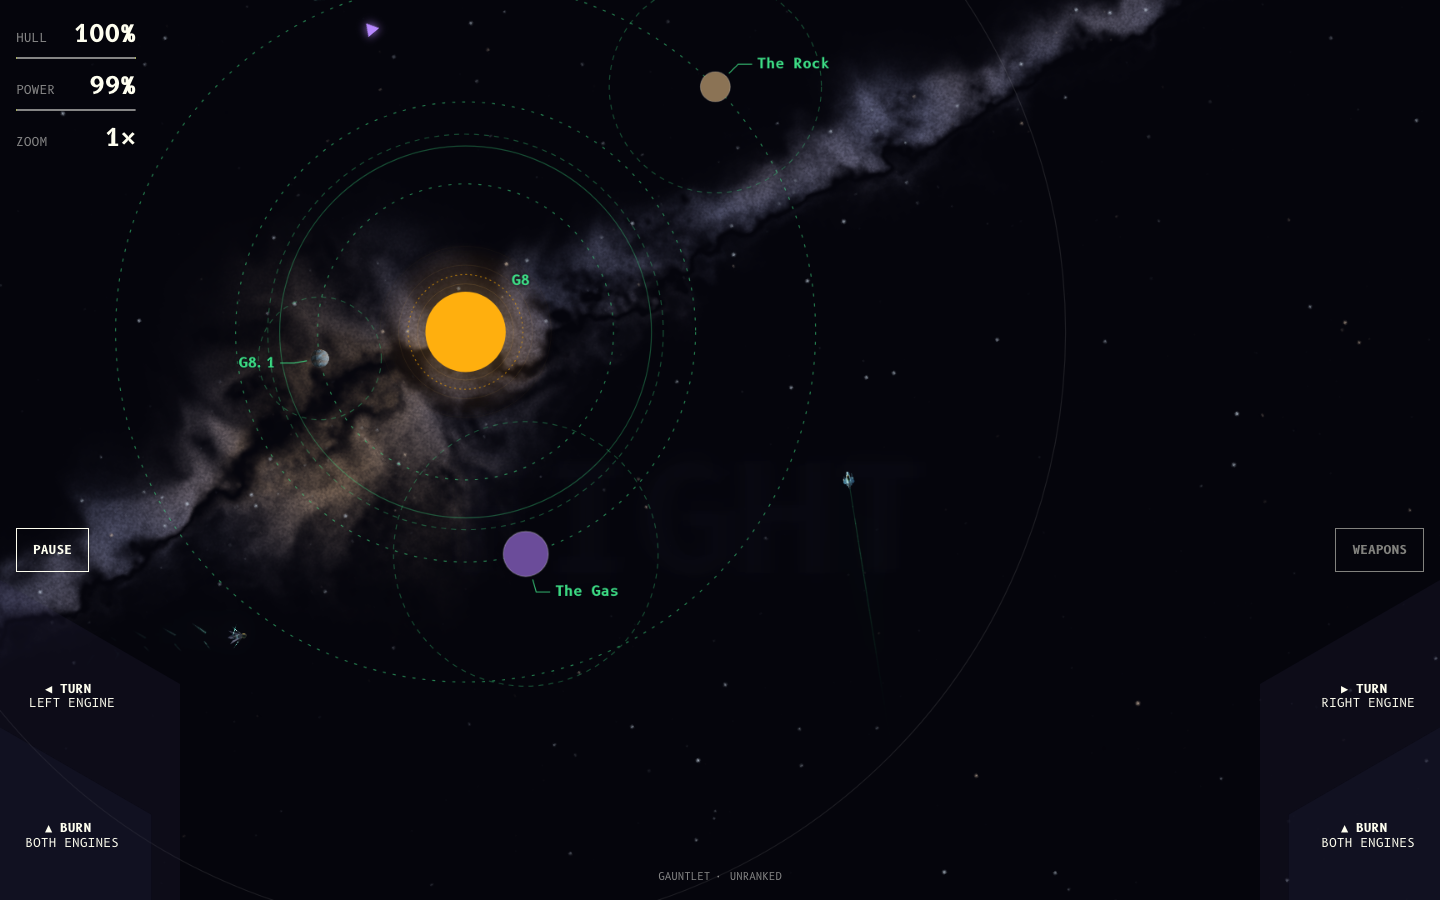 HULL 100%
POWER 99%
ZOOM 1×
The Rock
G8
G8.1
The Gas
PAUSE
WEAPONS
◀ TURN
LEFT ENGINE
▶ TURN
RIGHT ENGINE
▲ BURN
BOTH ENGINES
▲ BURN
BOTH ENGINES
GAUNTLET · UNRANKED